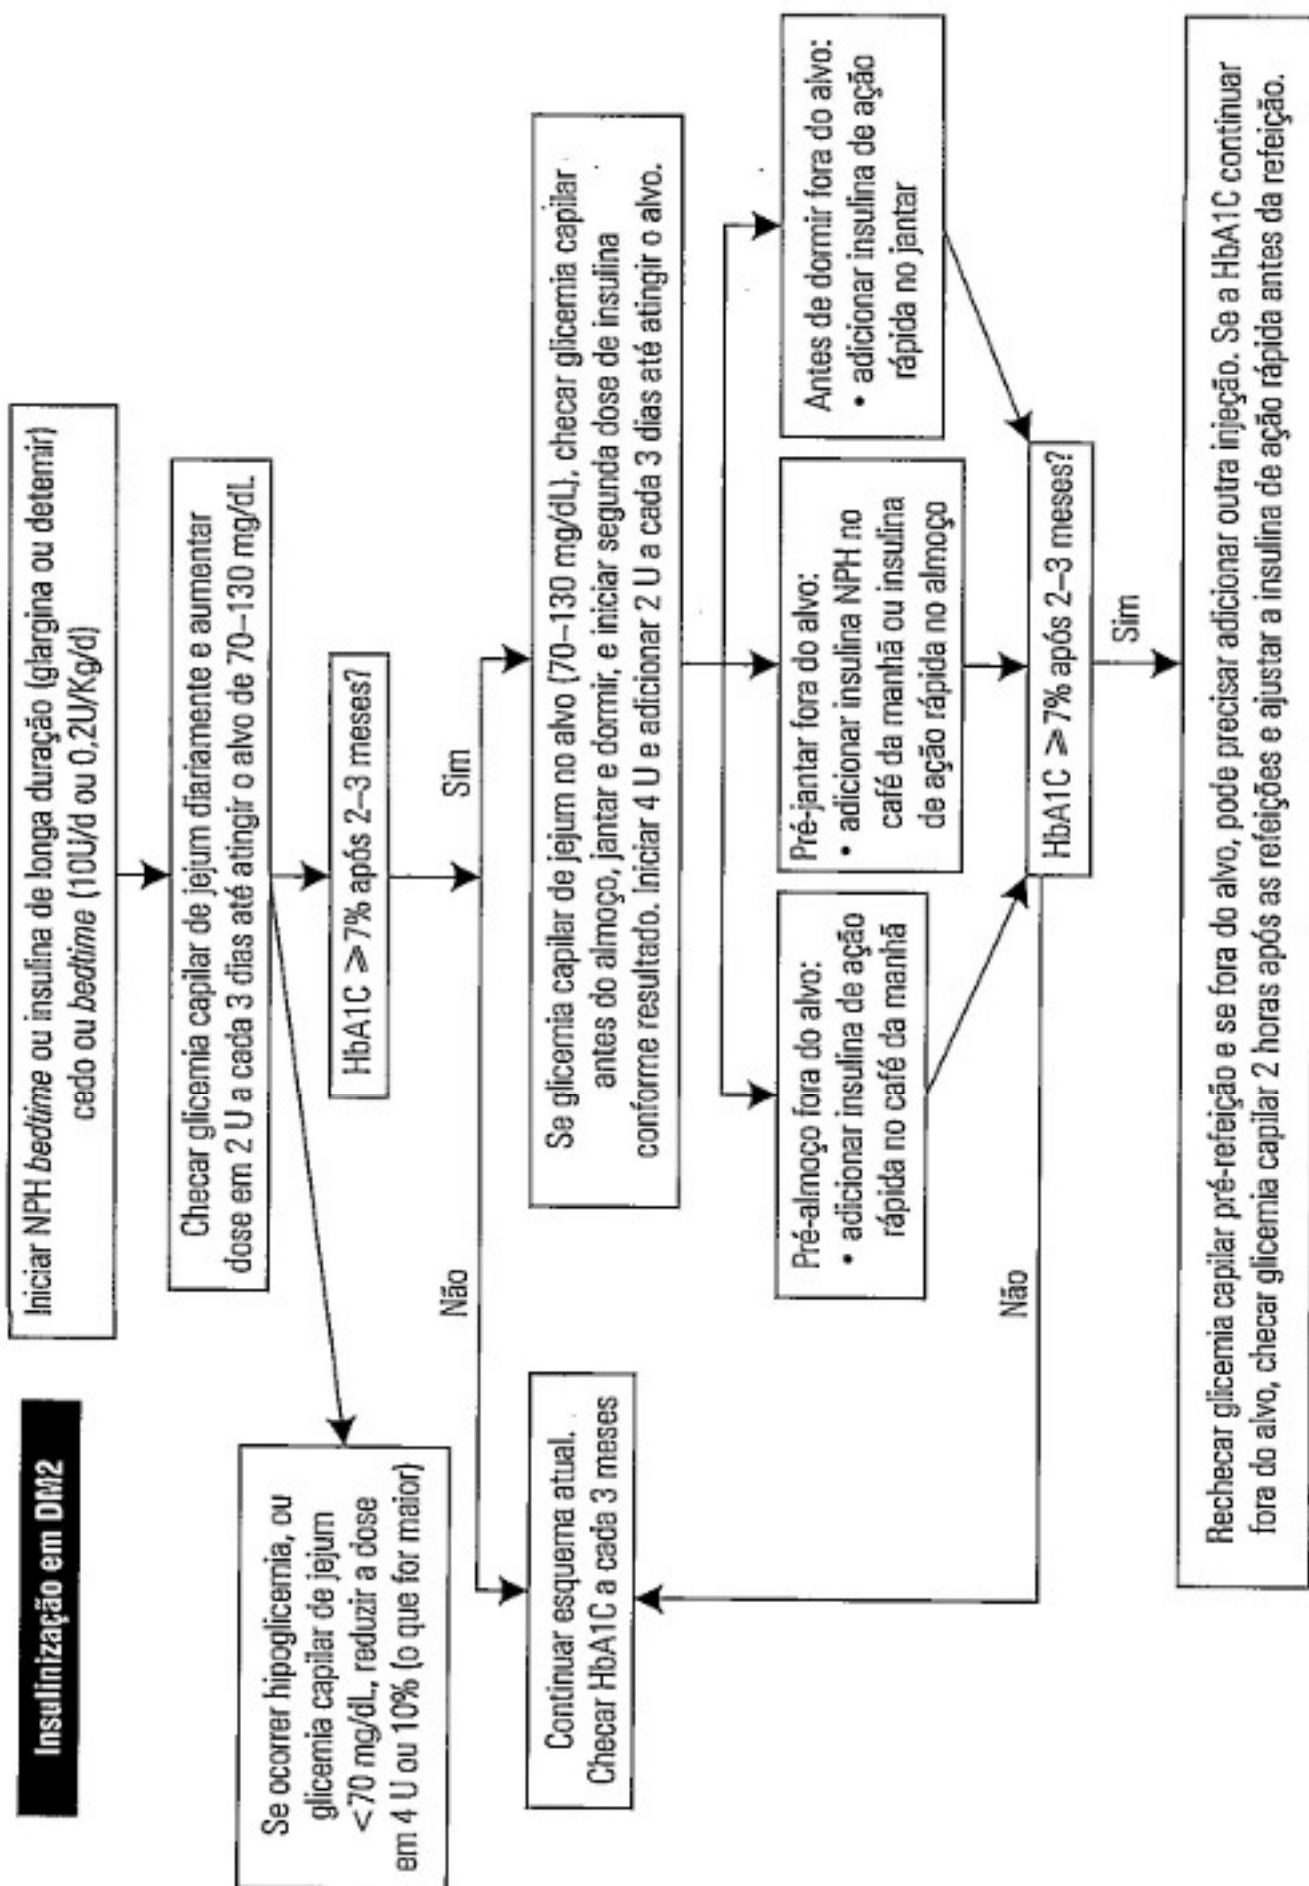 Insulinização em DM2
Iniciar NPH bedtime ou insulina de longa duração (glargina ou detemir)
cedo ou bedtime (10U/d ou 0,2U/Kg/d)
Checar glicemia capilar de jejum diariamente e aumentar
dose em 2 U a cada 3 dias até atingir o alvo de 70–130 mg/dL
Se ocorrer hipoglicemia, ou
glicemia capilar de jejum
<70 mg/dL, reduzir a dose
em 4 U ou 10% (o que for maior)
HbA1C ⩾7% após 2–3 meses?
Não
Sim
Continuar esquema atual.
Checar HbA1C a cada 3 meses
Se glicemia capilar de jejum no alvo (70–130 mg/dL), checar glicemia capilar
antes do almoço, jantar e dormir, e iniciar segunda dose de insulina
conforme resultado. Iniciar 4 U e adicionar 2 U a cada 3 dias até atingir o alvo.
Pré-almoço fora do alvo:
• adicionar insulina de ação
rápida no café da manhã
Pré-jantar fora do alvo:
• adicionar insulina NPH no
café da manhã ou insulina
de ação rápida no almoço
Antes de dormir fora do alvo:
• adicionar insulina de ação
rápida no jantar
HbA1C ⩾7% após 2–3 meses?
Não
Sim
Rechecar glicemia capilar pré-refeição e se fora do alvo, pode precisar adicionar outra injeção. Se a HbA1C continuar
fora do alvo, checar glicemia capilar 2 horas após as refeições e ajustar a insulina de ação rápida antes da refeição.